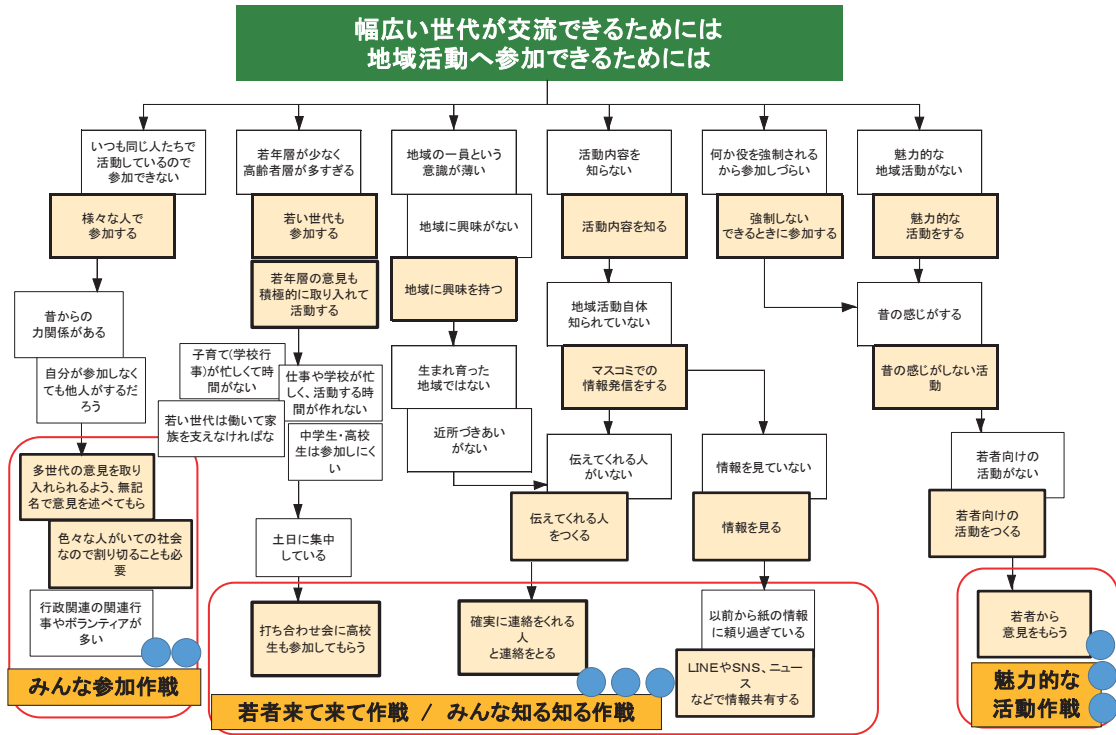 幅広い世代が交流できるためには
地域活動へ参加できるためには
いつも同じ人たちで
活動しているので
参加できない
様々な人で
参加する
昔からの
力関係がある
自分が参加しなく
ても他人がするだ
ろう
多世代の意見を取り
入れられるよう、無記
名で意見を述べてもら
色々な人がいての社会
なので割り切ることも必
要
行政関連の関連行
事やボランティアが
多い
みんな参加作戦
若年層が少なく
高齢者層が多すぎる
若い世代も
参加する
若年層の意見も
積極的に取り入れて
活動する
子育て(学校行
事)が忙しくて時
間がない
仕事や学校が忙
しく、活動する時
間が作れない
若い世代は働いて家
族を支えなければな
中学生・高校
生は参加しにく
い
土日に集中
している
打ち合わせ会に高校
生も参加してもらう
地域の一員という
意識が薄い
地域に興味がない
地域に興味を持つ
生まれ育った
地域ではない
近所づきあい
がない
活動内容を
知らない
活動内容を知る
地域活動自体
知られていない
マスコミでの
情報発信をする
伝えてくれる人
がいない
伝えてくれる人
をつくる
確実に連絡をくれる
人
と連絡をとる
情報を見ていない
情報を見る
以前から紙の情報
に頼り過ぎている
LINEやSNS、ニュー
ス
などで情報共有する
若者来て来て作戦 / みんな知る知る作戦
何か役を強制される
から参加しづらい
強制しない
できるときに参加する
魅力的な
地域活動がない
魅力的な
活動をする
昔の感じがする
昔の感じがしない活
動
若者向けの
活動がない
若者向けの
活動をつくる
若者から
意見をもらう
魅力的な
活動作戦